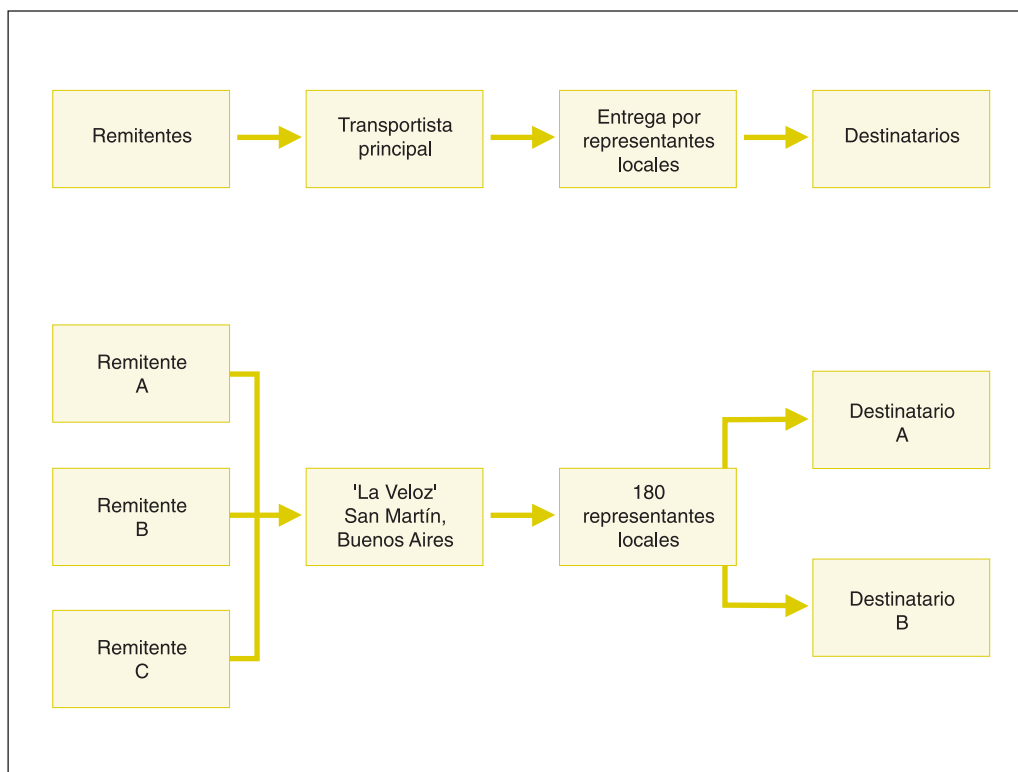 Remitentes
Transportista
principal
Entrega por
representantes
locales
Destinatarios
Remitente
A
Remitente
B
Remitente
C
'La Veloz'
San Martín,
Buenos Aires
180
representantes
locales
Destinatario
A
Destinatario
B